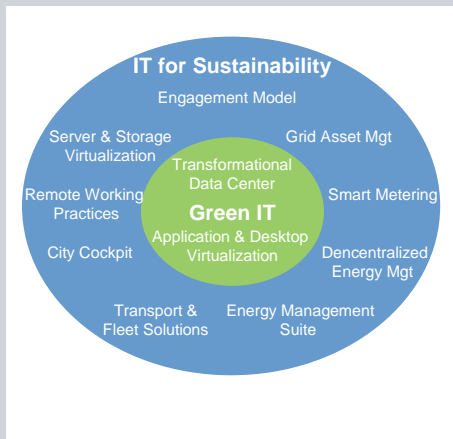 IT for Sustainability
Engagement Model
Server & Storage
Virtualization
Grid Asset Mgt
Transformational
Data Center
Remote Working
Practices
Green IT
Smart Metering
Application & Desktop
Virtualization
City Cockpit
Dencentralized
Energy Mgt
Transport &
Fleet Solutions
Energy Management
Suite